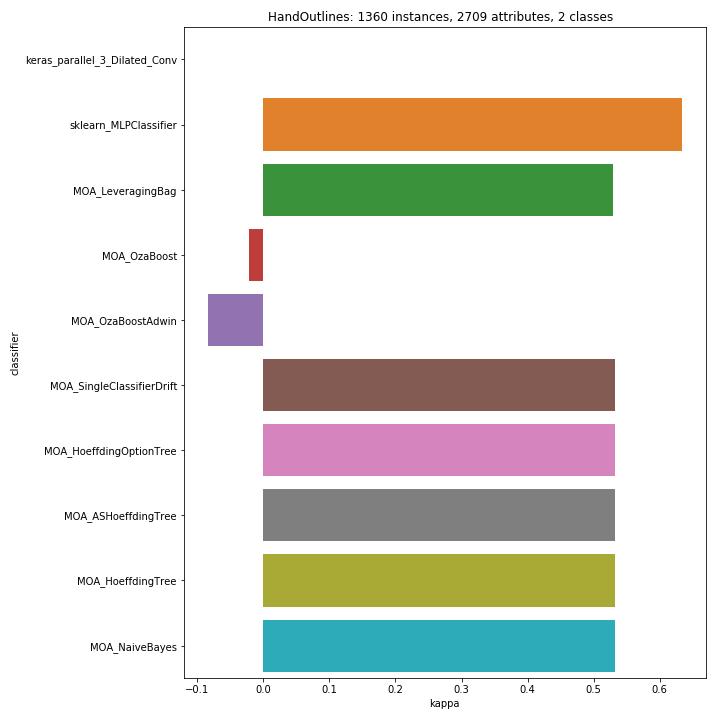 HandOutlines: 1360 instances, 2709 attributes, 2 classes
keras_parallel_3_Dilated_Conv
sklearn_MLPClassifier
MOA_LeveragingBag
MOA_OzaBoost
MOA_OzaBoostAdwin
MOA_SingleClassifierDrift
MOA_HoeffdingOptionTree
MOA_ASHoeffdingTree
MOA_HoeffdingTree
MOA_NaiveBayes
classifier
−0.1 0.0 0.1 0.2 0.3 0.4 0.5 0.6
kappa